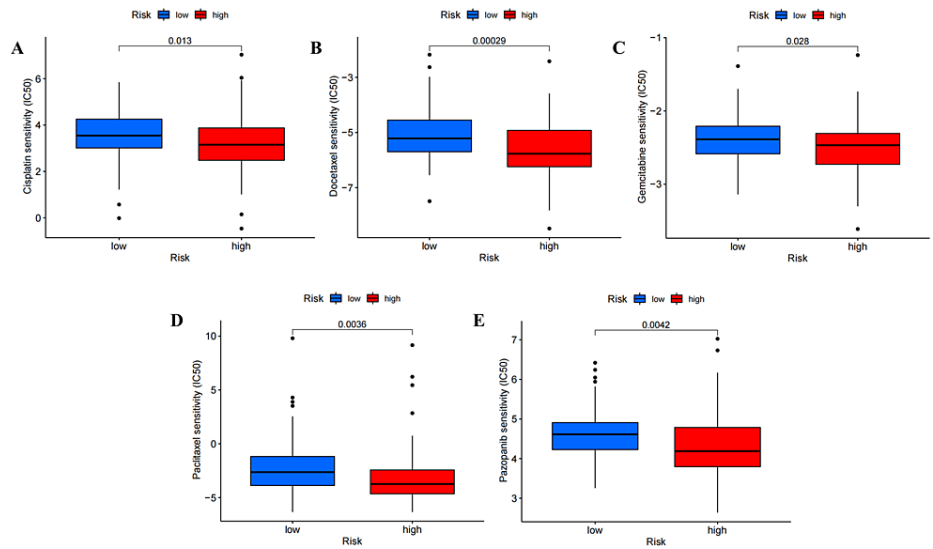 Risk low high
A
0.013
Cisplatin sensitivity (IC50)
6
4
2
0
low high
Risk
Risk low high
B
0.00029
Docetaxel sensitivity (IC50)
−3
−5
−7
low high
Risk
Risk low high
C
0.028
Gemcitabine sensitivity (IC50)
−1
−2
−3
low high
Risk
Risk low high
D
0.0036
Paclitaxel sensitivity (IC50)
10
5
0
−5
low high
Risk
Risk low high
E
0.0042
Pazopanib sensitivity (IC50)
7
6
5
4
3
low high
Risk